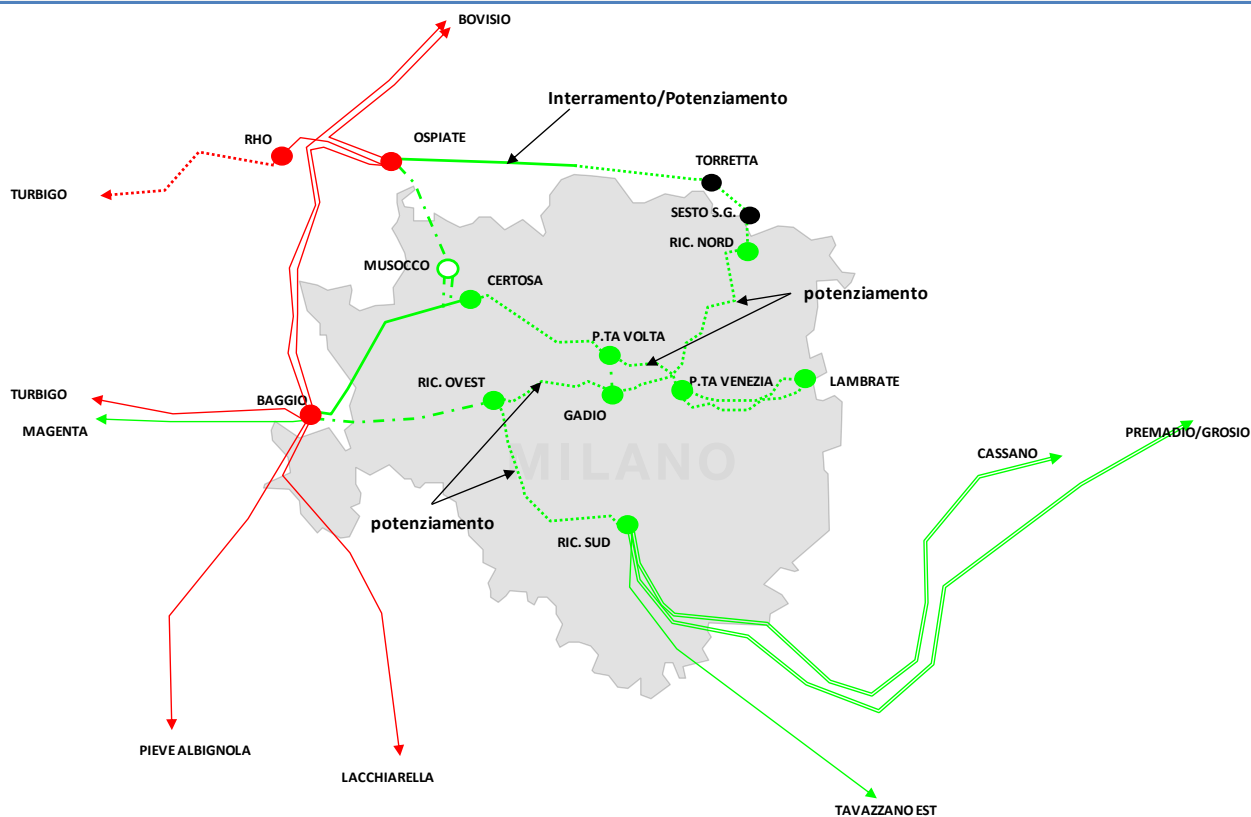 BOVISIO
Interramento/Potenziamento
RHO
OSPIATE
TORRETTA
TURBIGO
SESTO S.G.
RIC. NORD
MUSOCCO
CERTOSA
potenziamento
P.TA VOLTA
RIC. OVEST
P.TA VENEZIA
LAMBRATE
TURBIGO
BAGGIO
GADIO
MAGENTA
PREMADIO/GROSIO
CASSANO
MILANO
potenziamento
RIC. SUD
PIEVE ALBIGNOLA
LACCHIARELLA
TAVAZZANO EST